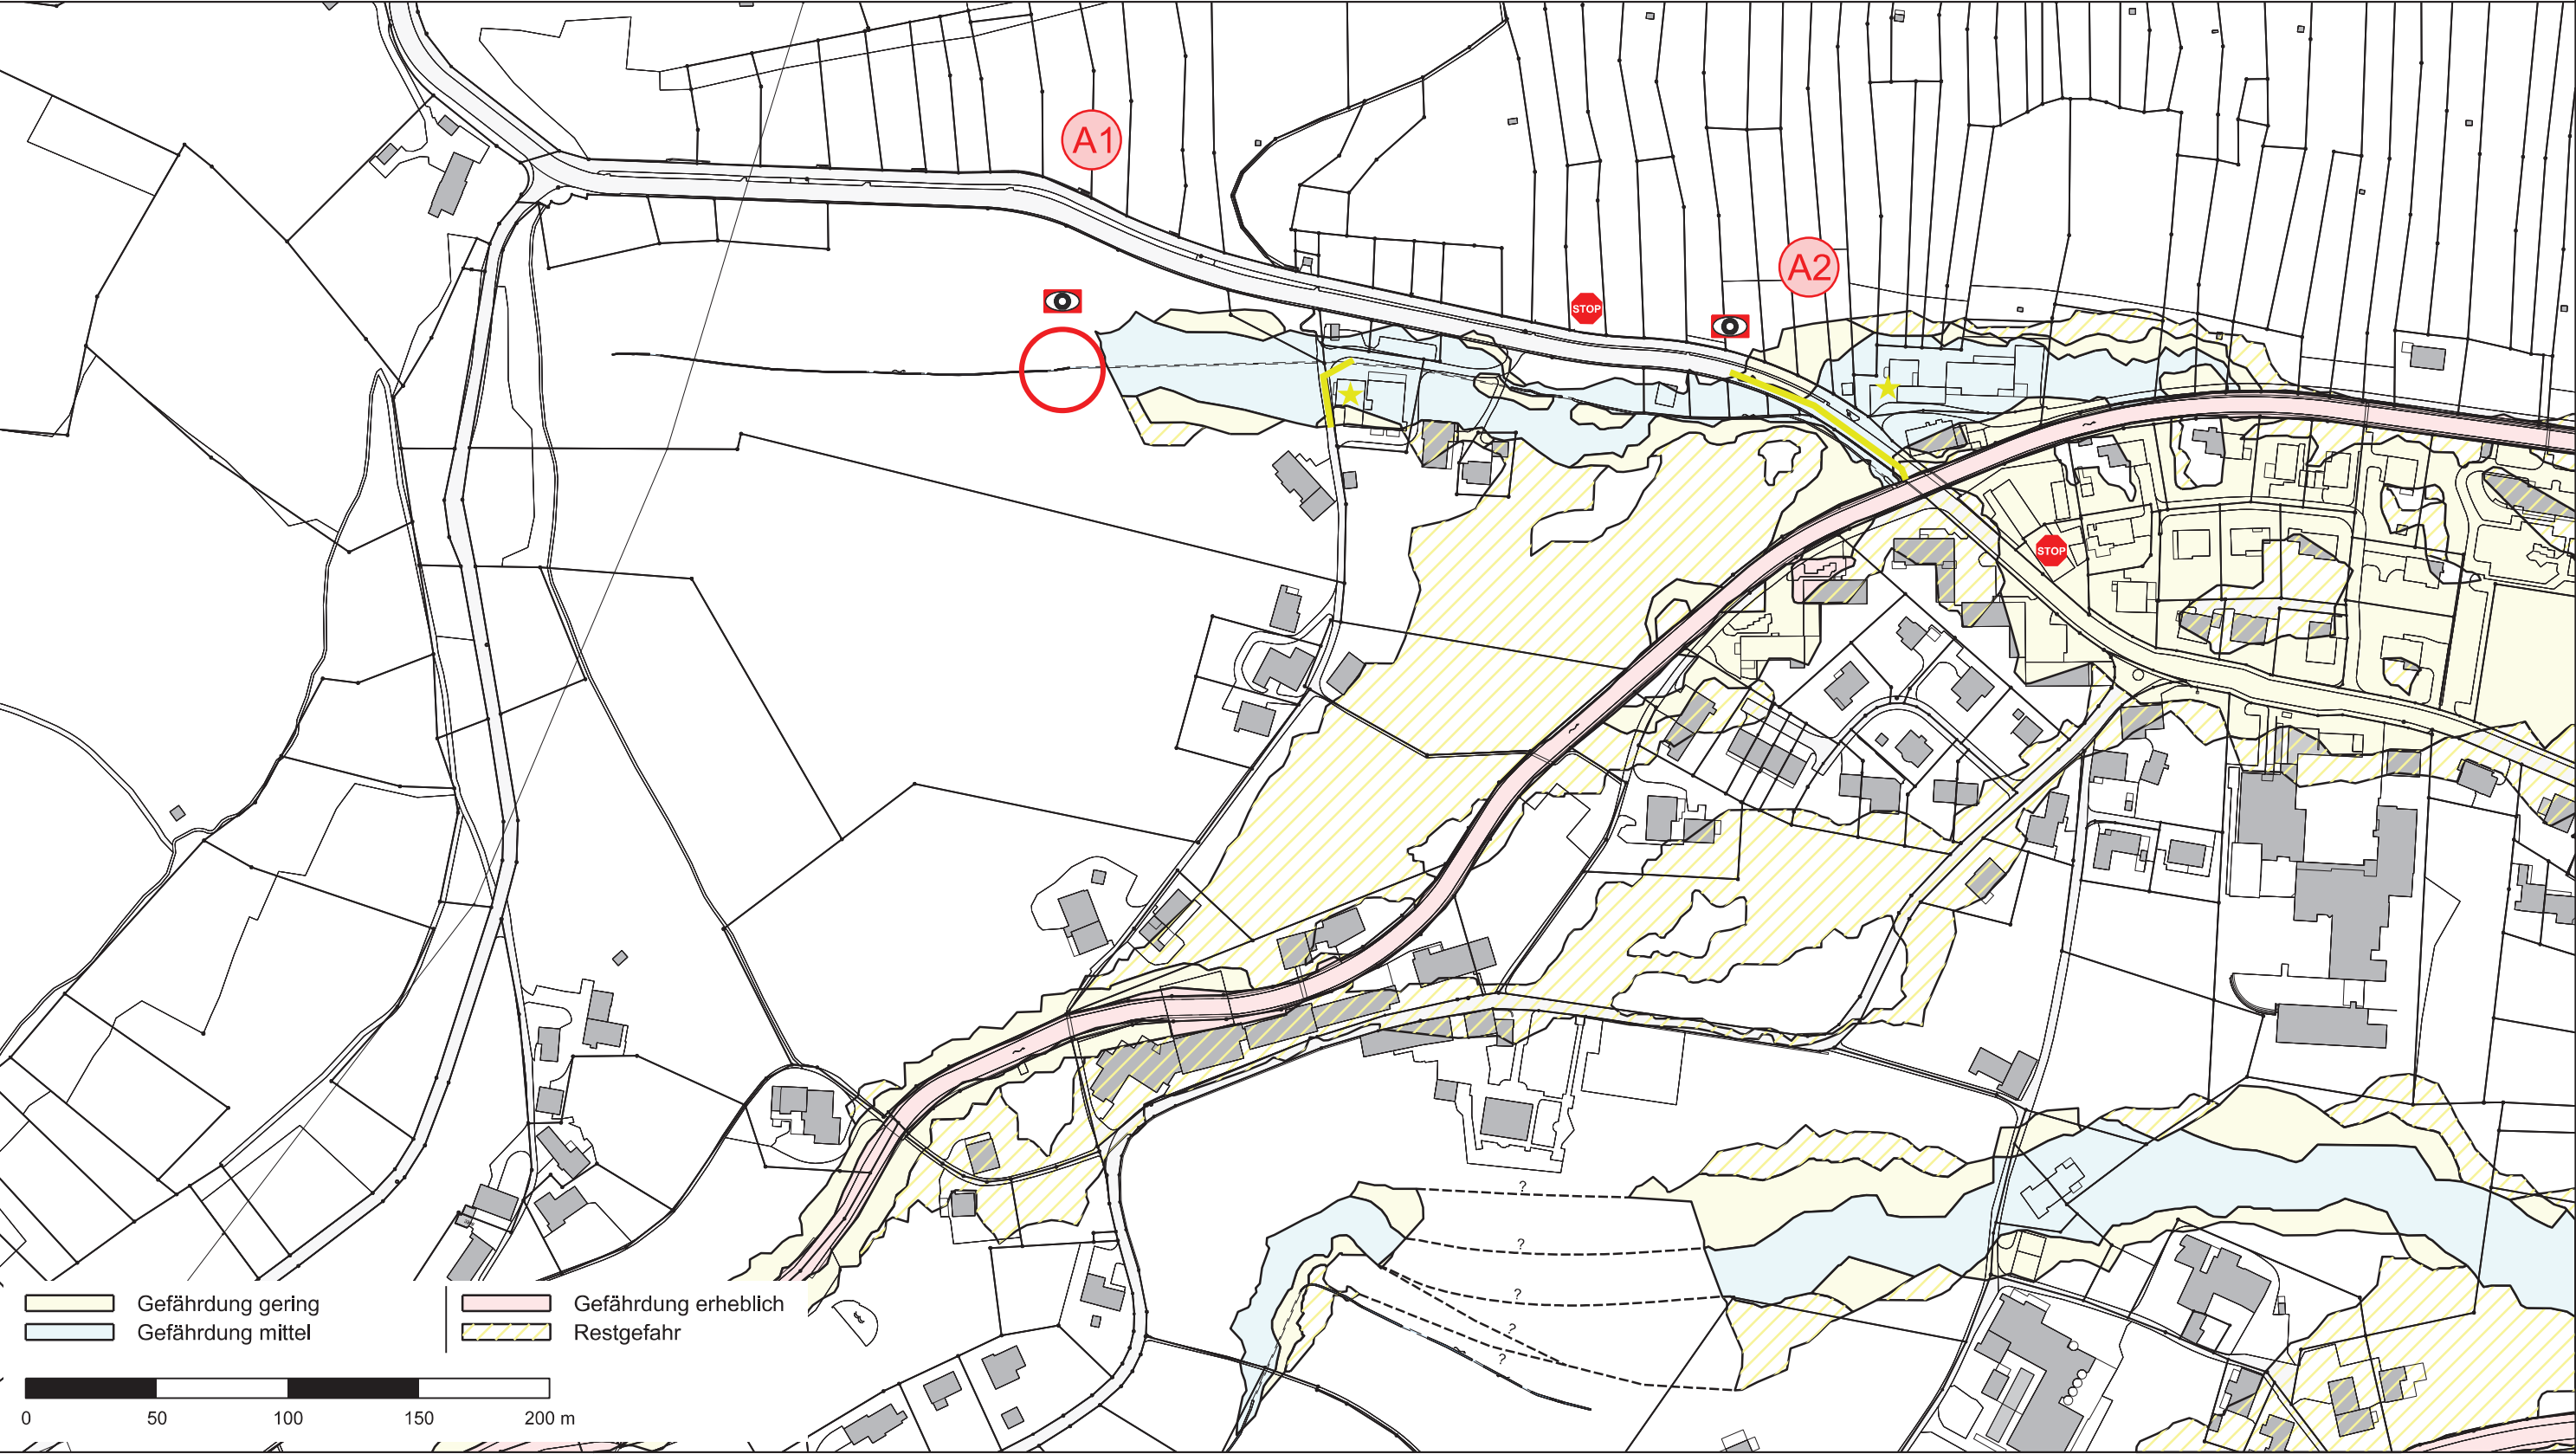 A1
A2
STOP
STOP
?
?
?
?
?
Gefährdung gering
Gefährdung mittel
Gefährdung erheblich
Restgefahr
0 50 100 150 200 m